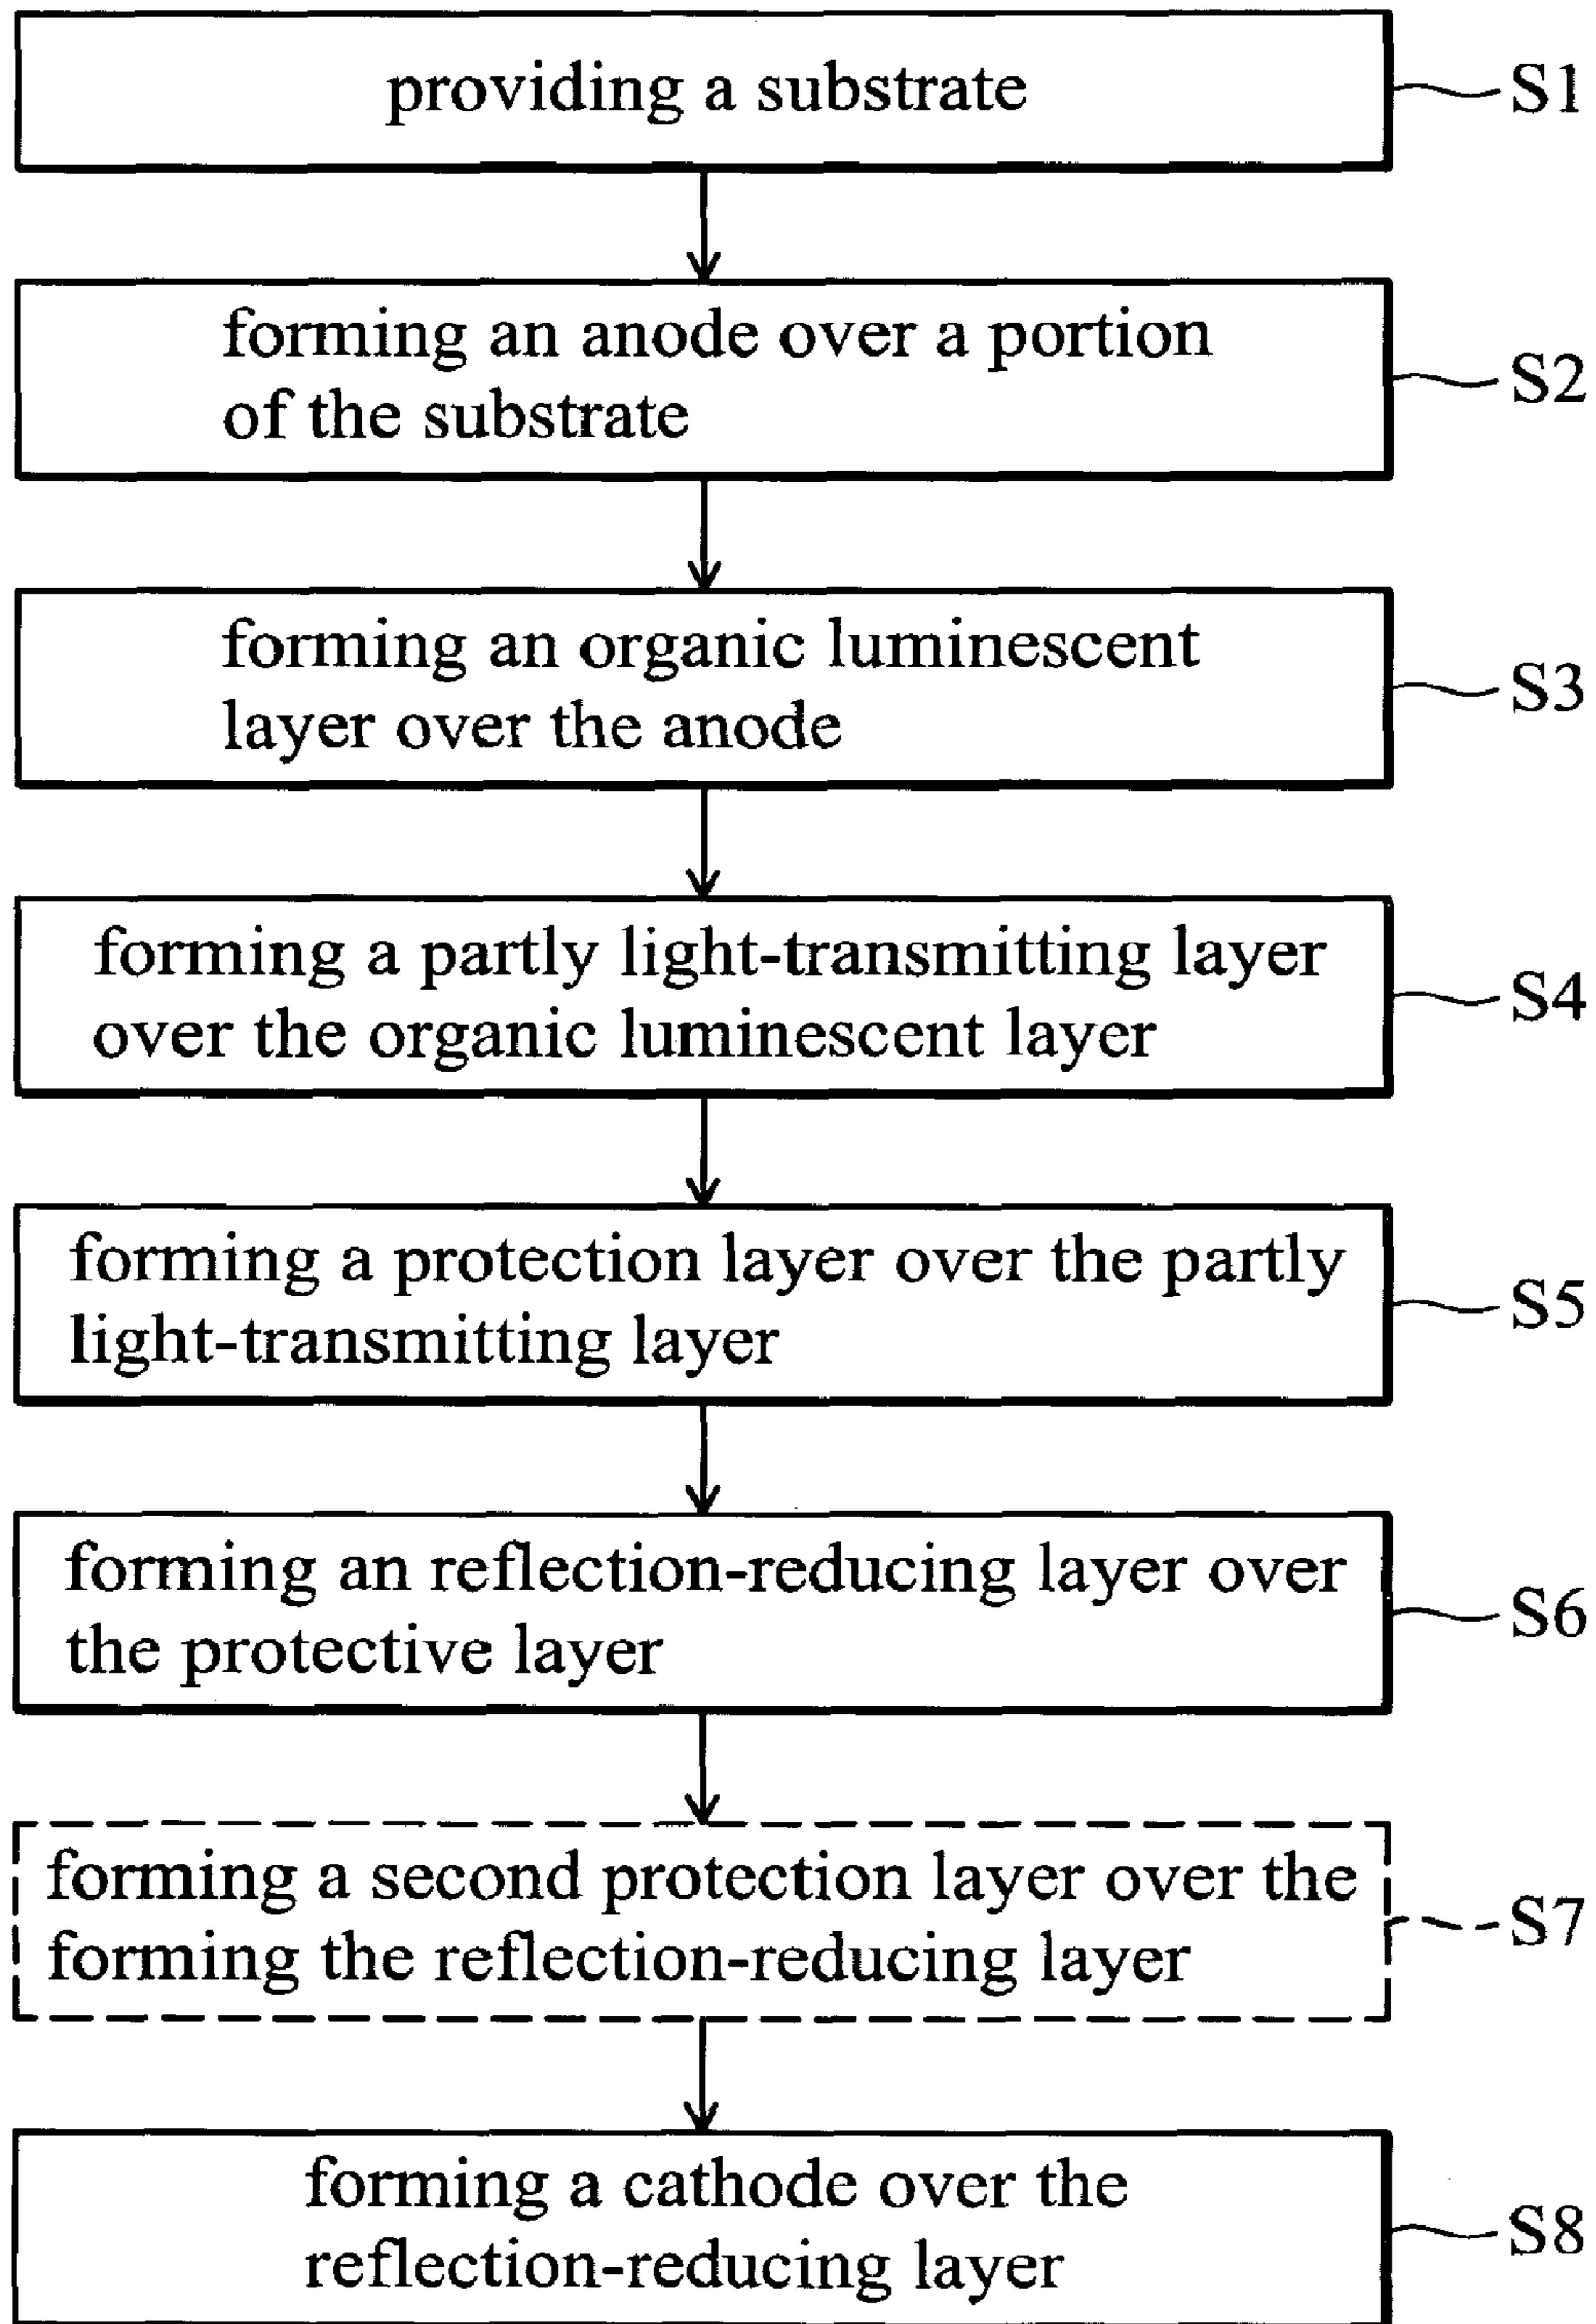 providing a substrate
S1
forming an anode over a portion
of the substrate
S2
forming an organic luminescent
layer over the anode
S3
forming a partly light-transmitting layer
over the organic luminescent layer
S4
forming a protection layer over the partly
light-transmitting layer
S5
forming an reflection-reducing layer over
the protective layer
S6
forming a second protection layer over the
forming the reflection-reducing layer
S7
forming a cathode over the
reflection-reducing layer
S8